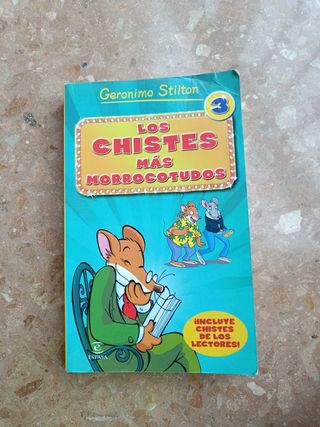 Geronimo Stilton
3
LOS
CHISTES
MÁS
MORROCOTUDOS
¡INCLUYE
CHISTES
DE LOS
LECTORES!
ESPASA